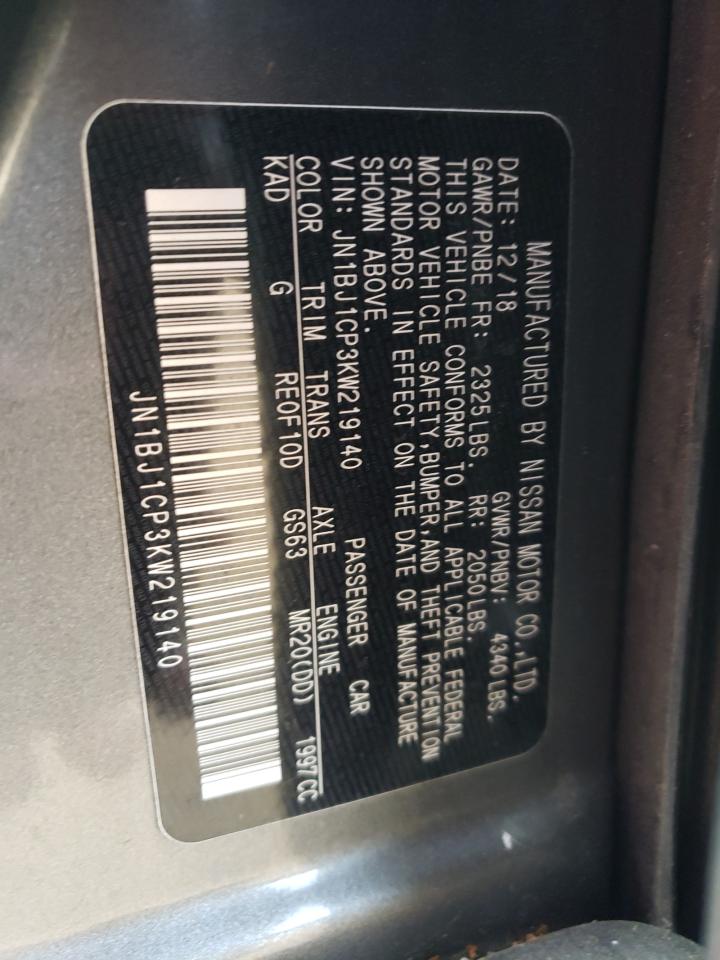 MANUFACTURED BY NISSAN MOTOR CO.,LTD.
DATE: 12/18 GVWR/PNBV: 4340LBS.
GAWR/PNBE FR: 2325LBS. RR: 2050LBS.
THIS VEHICLE CONFORMS TO ALL APPLICABLE FEDERAL
MOTOR VEHICLE SAFETY,BUMPER,AND THEFT PREVENTION
STANDARDS IN EFFECT ON THE DATE OF MANUFACTURE
SHOWN ABOVE.
VIN: JN1BJ1CP3KW219140 PASSENGER CAR
COLOR TRIM TRANS AXLE ENGINE
KAD G RE0F10D GS63 MR20(DD) 1997CC
JN1BJ1CP3KW219140